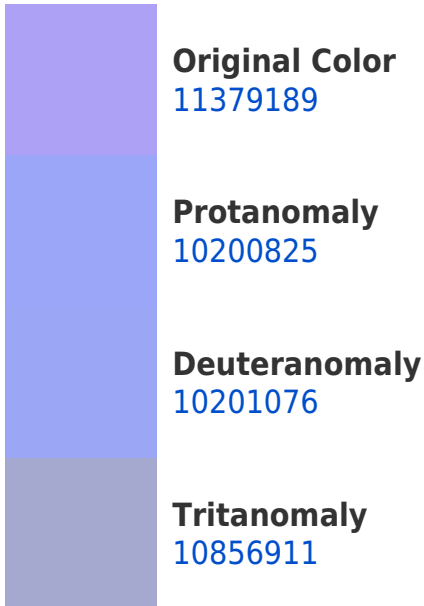 Original Color
11379189
Protanomaly
10200825
Deuteranomaly
10201076
Tritanomaly
10856911